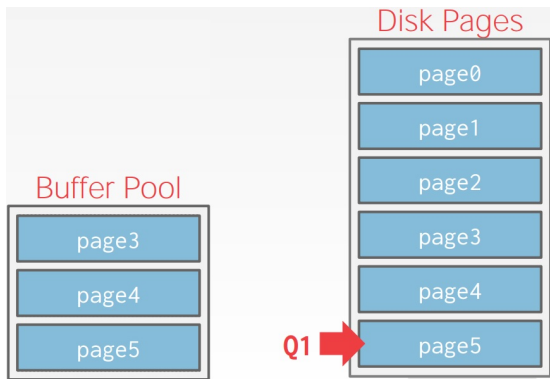 Disk Pages
page0
page1
page2
Buffer Pool
page3
page3
page4
page4
page5
Q1
page5